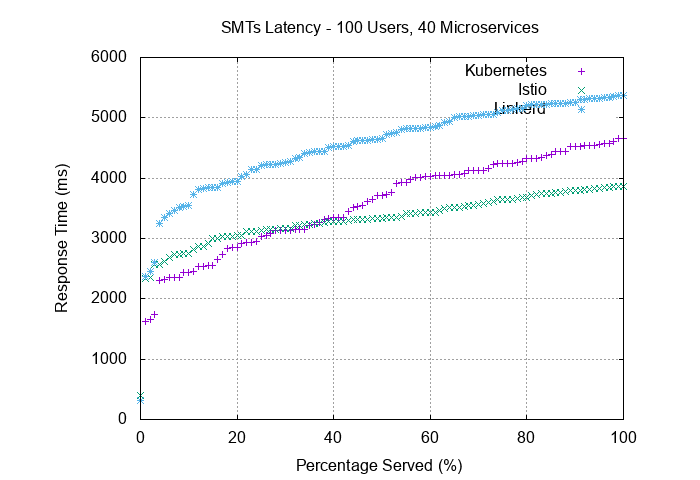 SMTs Latency - 100 Users, 40 Microservices
6000
5000
4000
3000
2000
1000
0
Response Time (ms)
Kubernetes
Istio
Linkerd
0 20 40 60 80 100
Percentage Served (%)